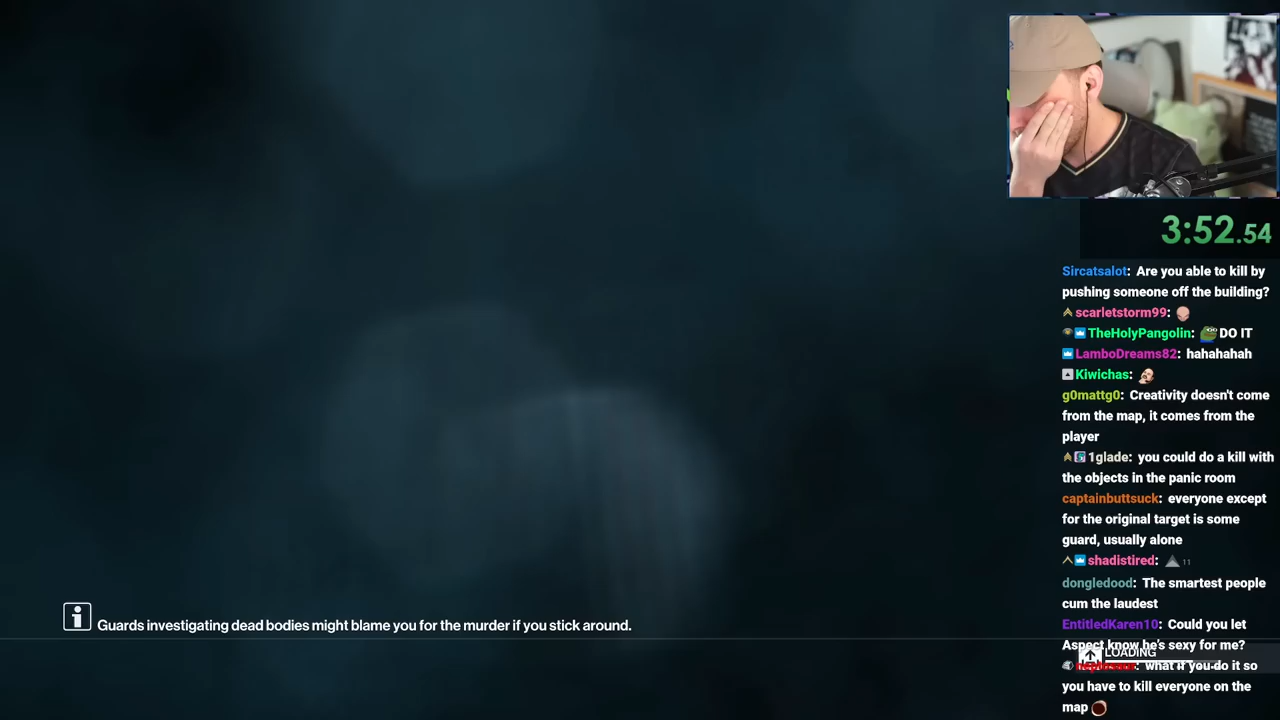 3:52.54
Sircatsalot: Are you able to kill by
pushing someone off the building?
scarletstorm99:
TheHolyPangolin: DO IT
LamboDreams82: hahahahah
Kiwichas:
g0mattg0: Creativity doesn't come
from the map, it comes from the
player
1glade: you could do a kill with
the objects in the panic room
captainbuttsuck: everyone except
for the original target is some
guard, usually alone
shadistired: 11
dongledood: The smartest people
cum the laudest
EntitledKaren10: Could you let
Aspect know he's sexy for me?
LOADING
what if you do it so
you have to kill everyone on the
map
Guards investigating dead bodies might blame you for the murder if you stick around.